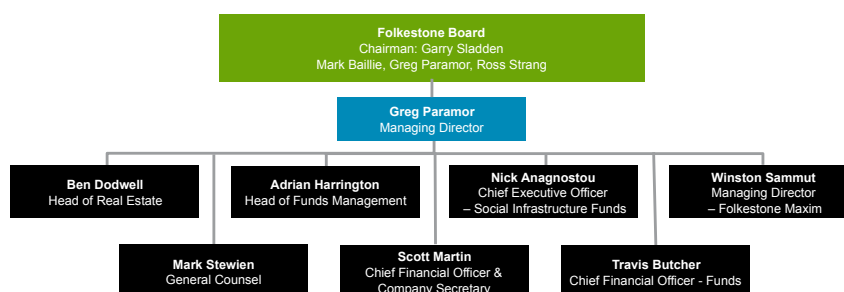 Folkestone Board
Chairman: Garry Sladden
Mark Baillie, Greg Paramor, Ross Strang
Greg Paramor
Managing Director
Ben Dodwell
Head of Real Estate
Adrian Harrington
Head of Funds Management
Nick Anagnostou
Chief Executive Officer
– Social Infrastructure Funds
Winston Sammut
Managing Director
– Folkestone Maxim
Mark Stewien
General Counsel
Scott Martin
Chief Financial Officer &
Company Secretary
Travis Butcher
Chief Financial Officer - Funds